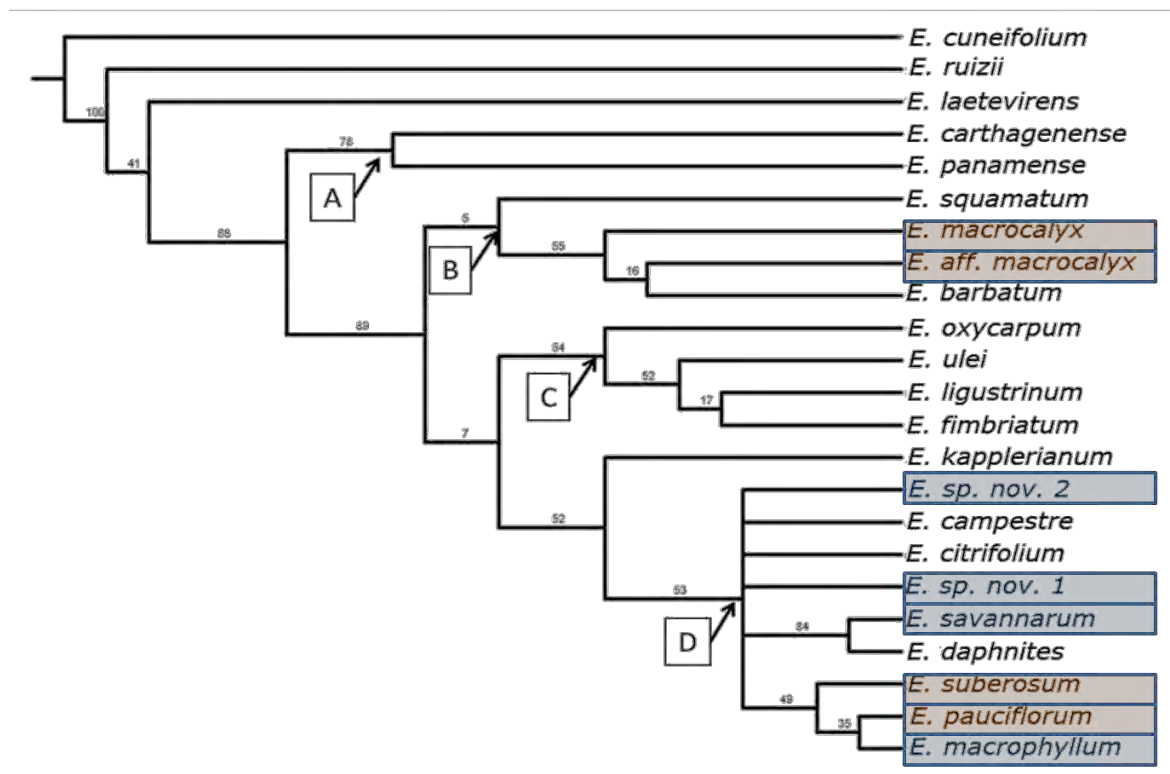 E. cuneifolium
E. ruizii
100
E. laetevirens
41
E. carthagenense
78
E. panamense
A
E. squamatum
5
E. macrocalyx
88
55
B
E. aff. macrocalyx
16
E. barbatum
89
E. oxycarpum
54
E. ulei
52
C
E. ligustrinum
17
E. fimbriatum
7
E. kapplerianum
E. sp. nov. 2
52
E. campestre
E. citrifolium
E. sp. nov. 1
53
E. savannarum
84
D
E. daphnites
E. suberosum
49
E. pauciflorum
35
E. macrophyllum